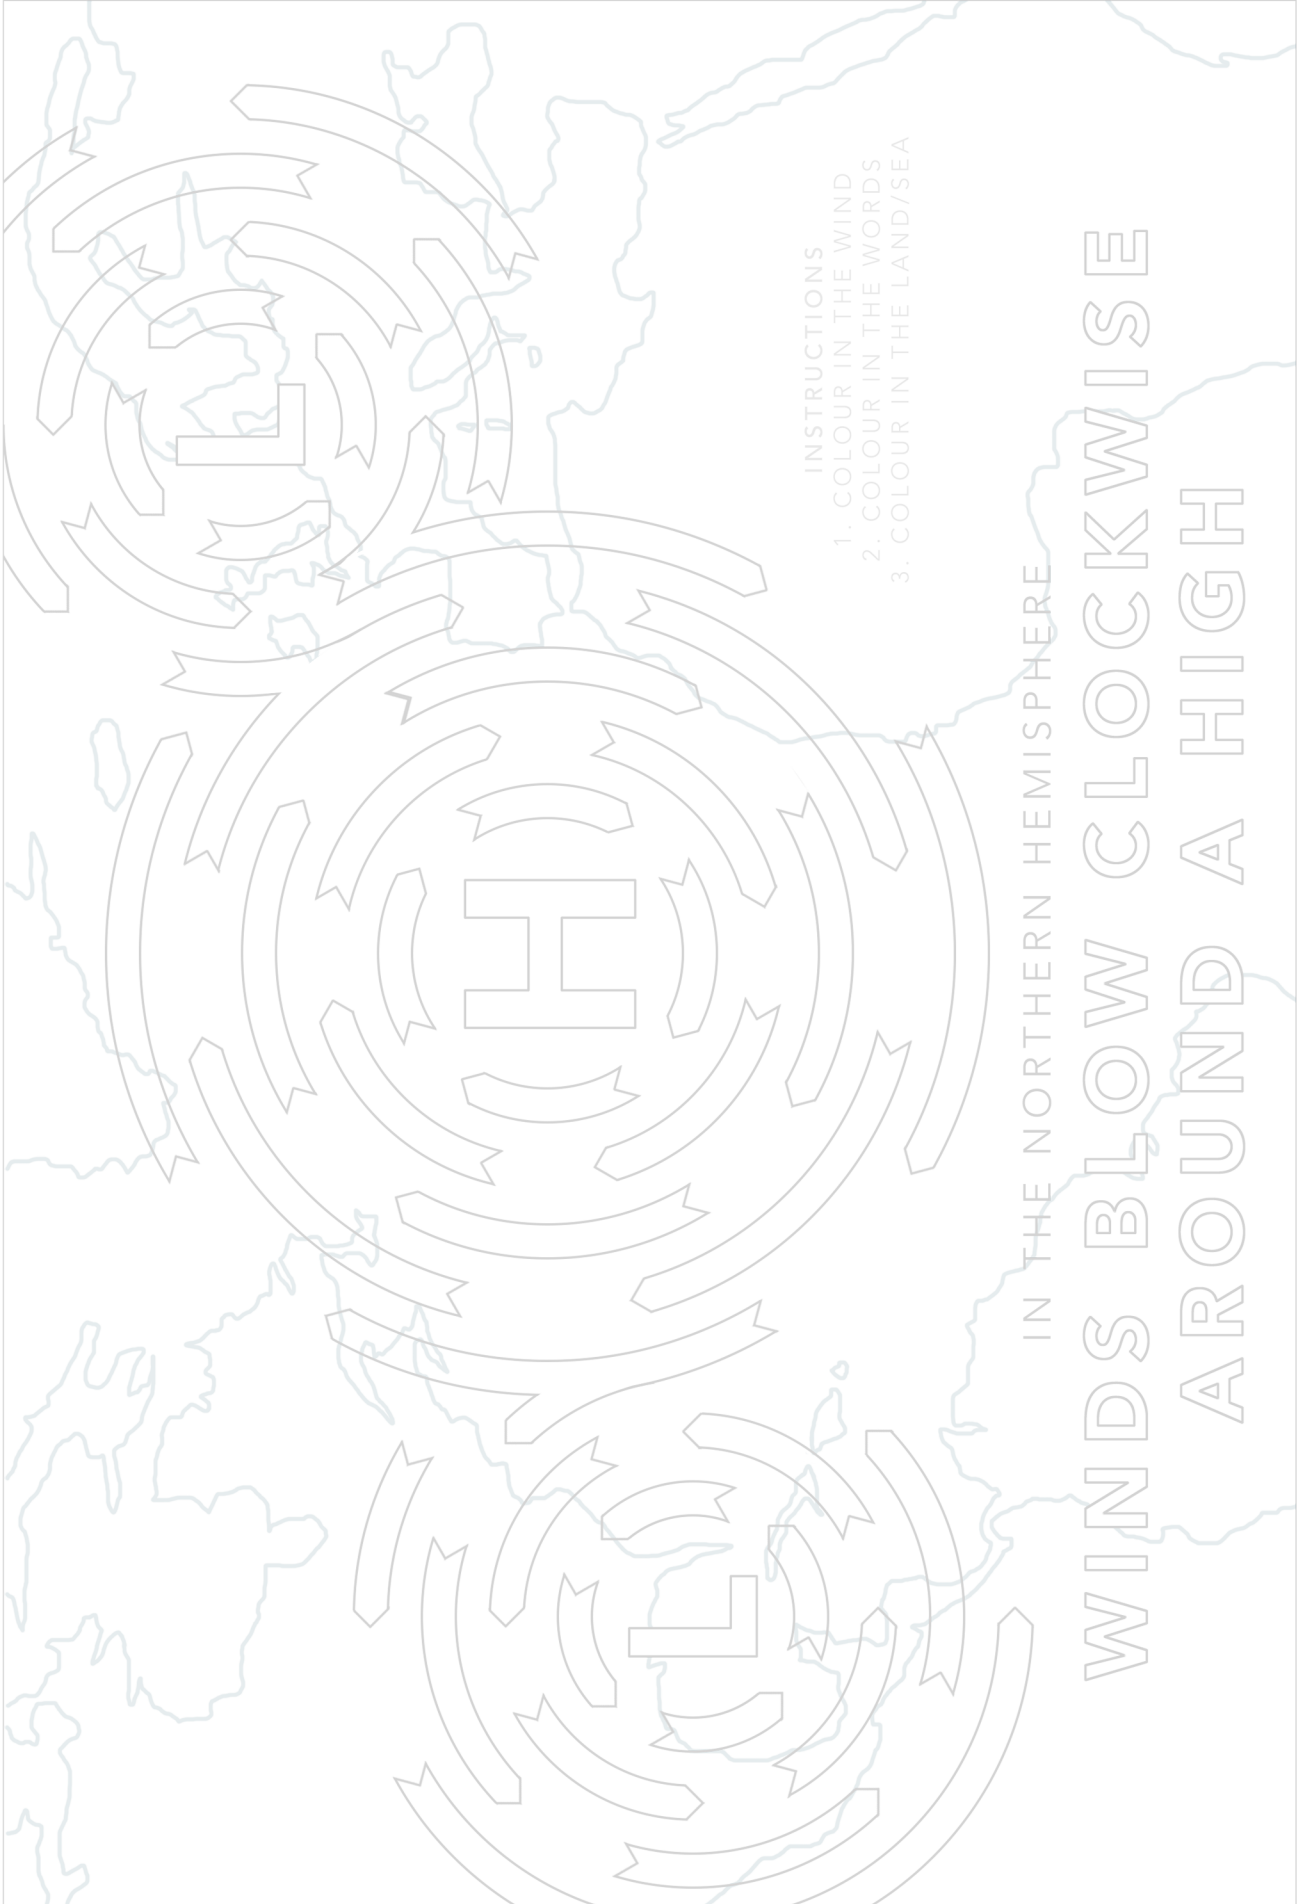 L
H
L
INSTRUCTIONS
1. COLOUR IN THE WIND
2. COLOUR IN THE WORDS
3. COLOUR IN THE LAND/SEA
IN THE NORTHERN HEMISPHERE
WINDS BLOW CLOCKWISE
AROUND A HIGH